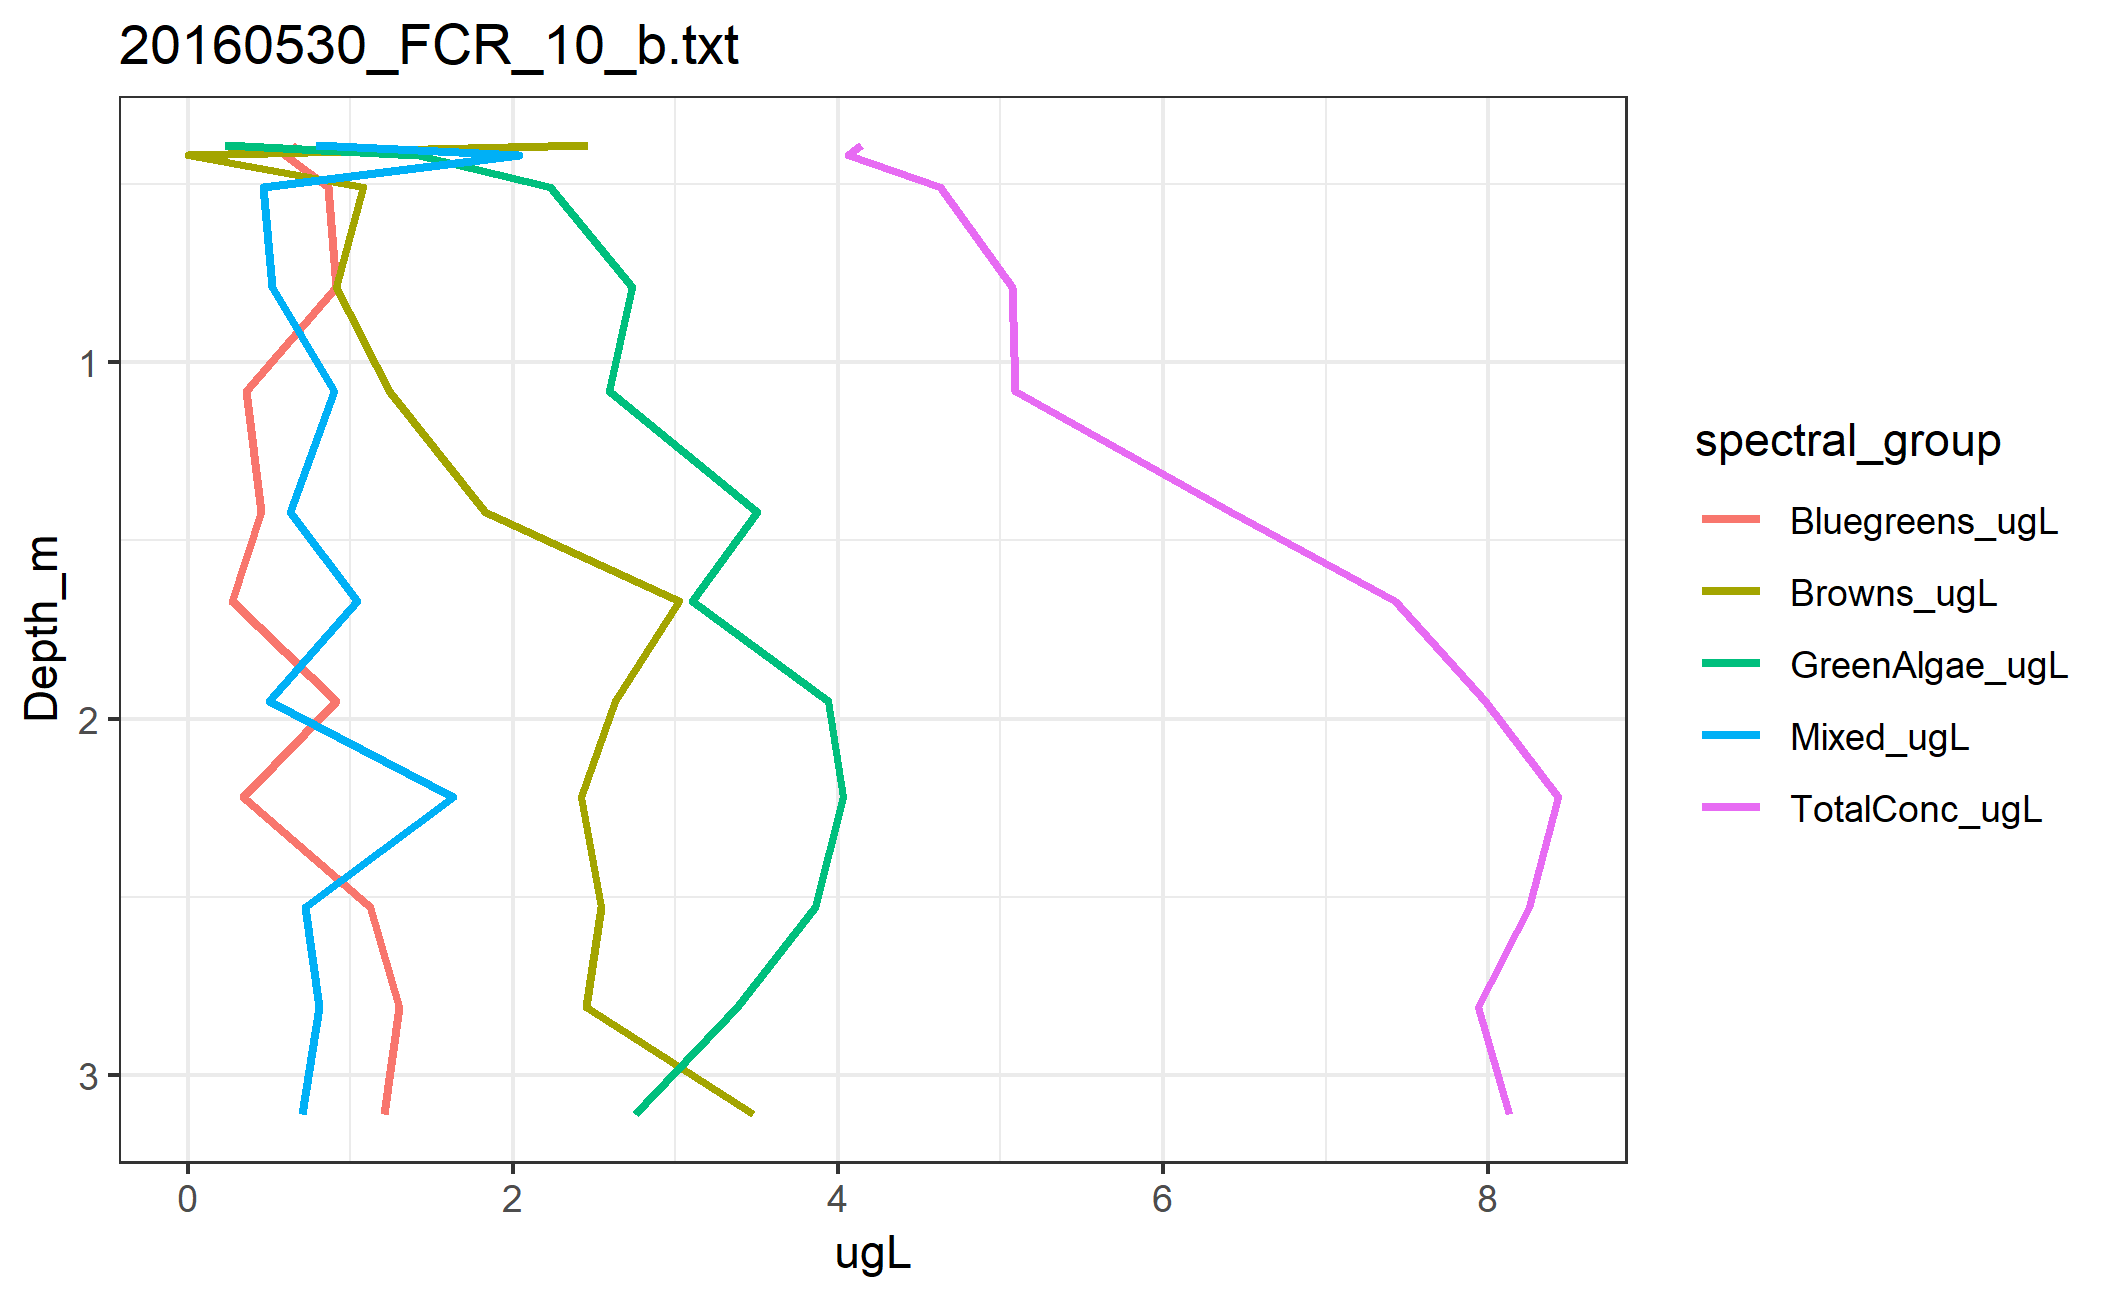 20160530_FCR_10_b.txt
Depth_m
1
2
3
0 2 4 6 8
ugL
spectral_group
Bluegreens_ugL
Browns_ugL
GreenAlgae_ugL
Mixed_ugL
TotalConc_ugL